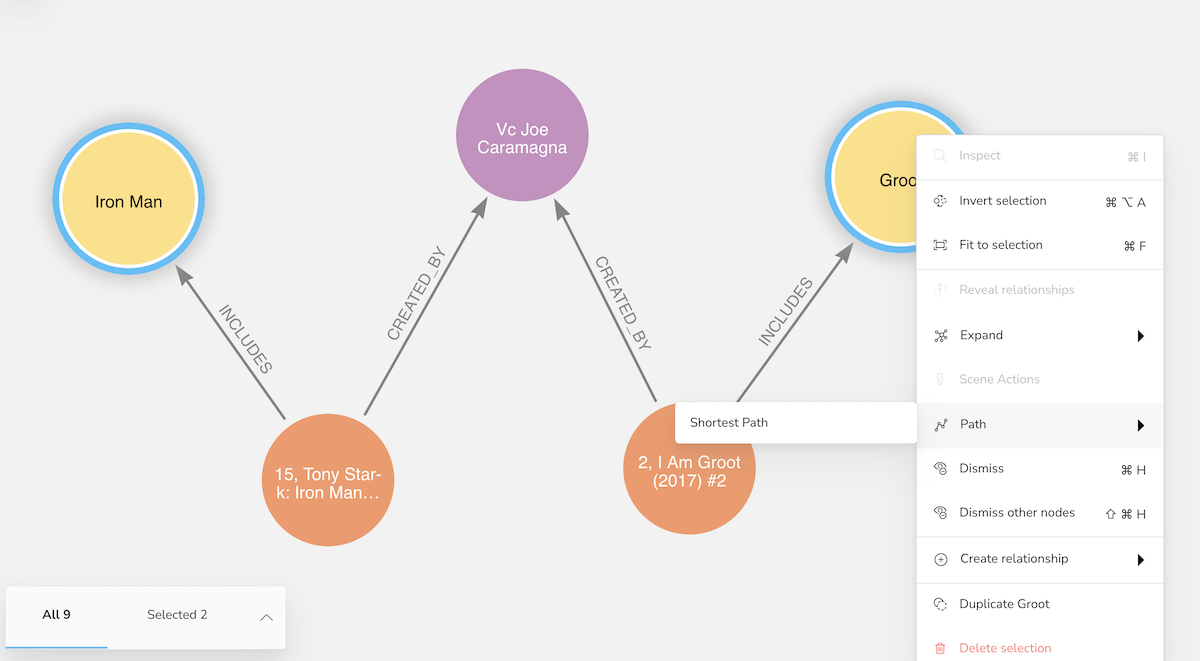 Vc Joe
Caramagna
Iron Man
Groo
INCLUDES
CREATED_BY
CREATED_BY
INCLUDES
15, Tony Star-
k: Iron Man...
2, I Am Groot
(2017) #2
Inspect ⌘ I
Invert selection ⌘ ⌥ A
Fit to selection ⌘ F
Reveal relationships
Expand
Scene Actions
Path
Shortest Path
Dismiss ⌘ H
Dismiss other nodes ⇧ ⌘ H
Create relationship
Duplicate Groot
Delete selection
All 9 Selected 2